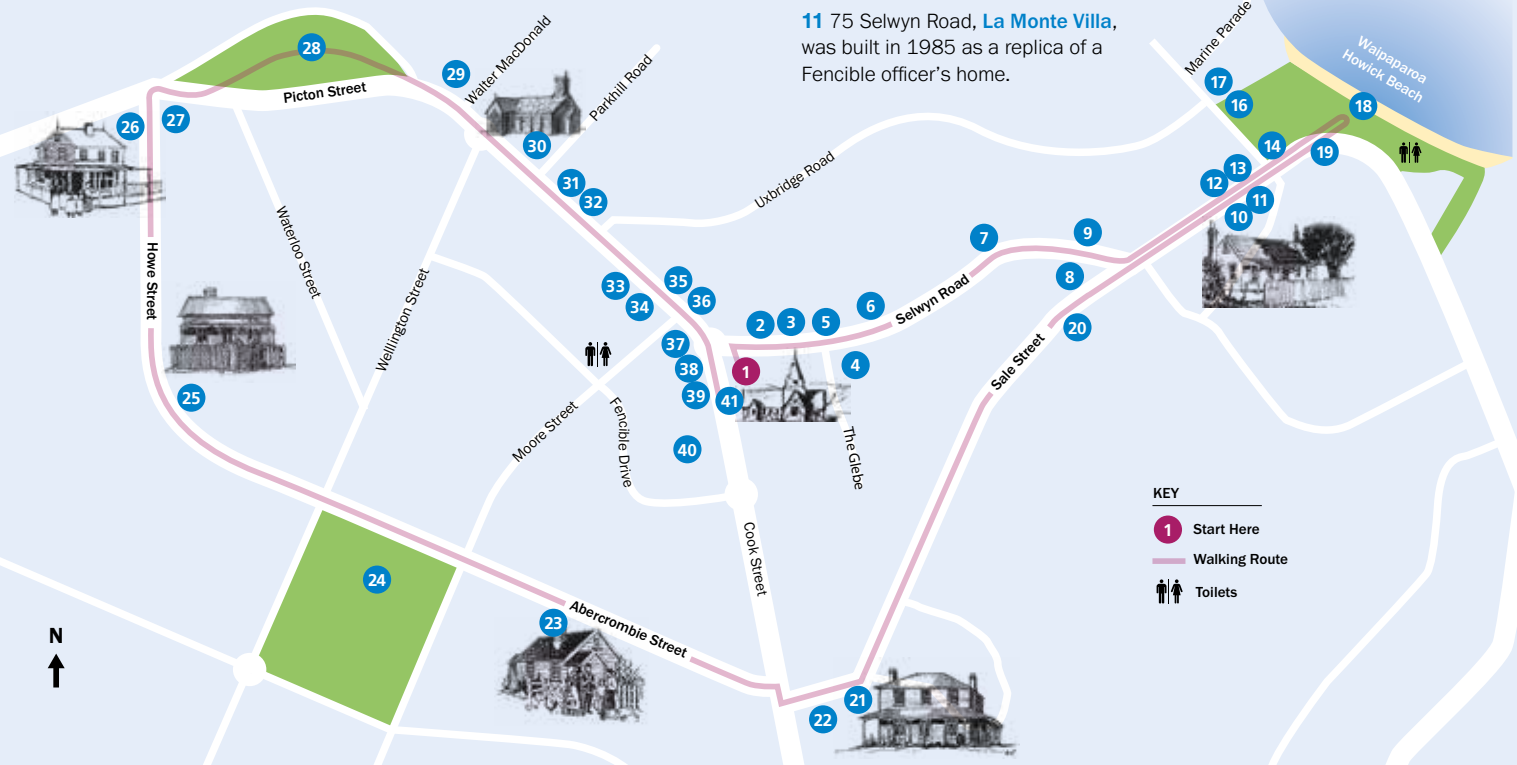 11 75 Selwyn Road, La Monte Villa,
was built in 1985 as a replica of a
Fencible officer's home.
Marine Parade
Waipaparoa
Howick Beach
17
16
18
14
19
13
12
11
10
28
29
Walter MacDonald
Parkhill Road
Picton Street
26
27
30
31
32
Uxbridge Road
7
9
8
20
Howe Street
Waterloo Street
Wellington Street
33
34
35
36
2
3
5
6
Selwyn Road
37
38
39
1
41
4
Sale Street
25
Moore Street
Fencible Drive
40
The Glebe
Cook Street
KEY
1 Start Here
Walking Route
Toilets
24
23
Abercrombie Street
N
21
22